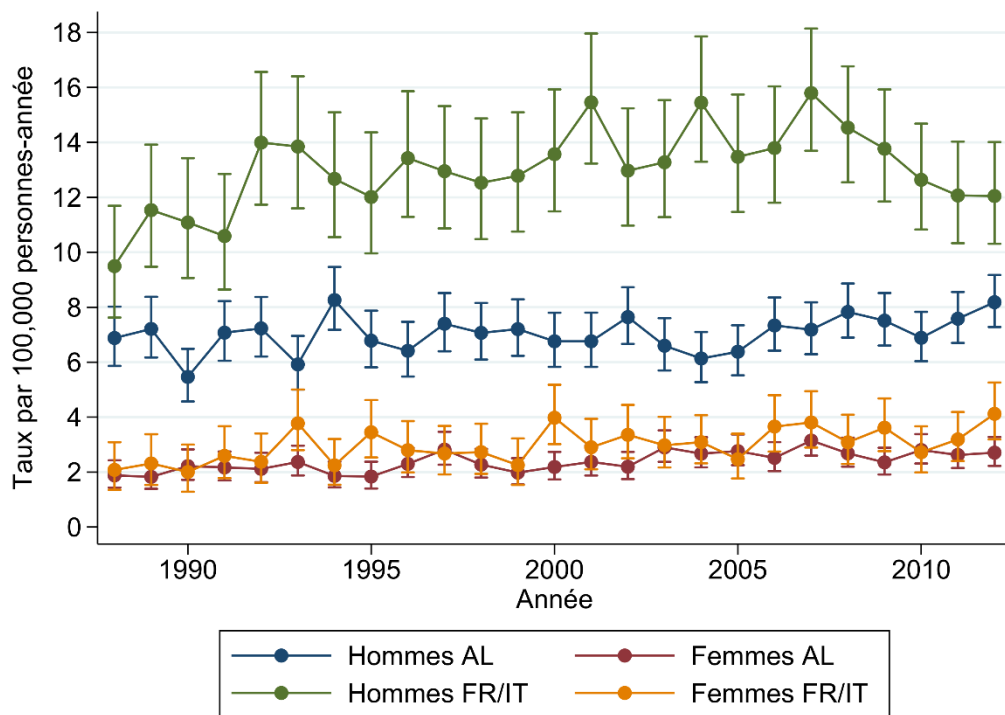 Taux par 100,000 personnes-année
18
16
14
12
10
8
6
4
2
0
1990 1995 2000 2005 2010
Année
Hommes AL Femmes AL
Hommes FR/IT Femmes FR/IT